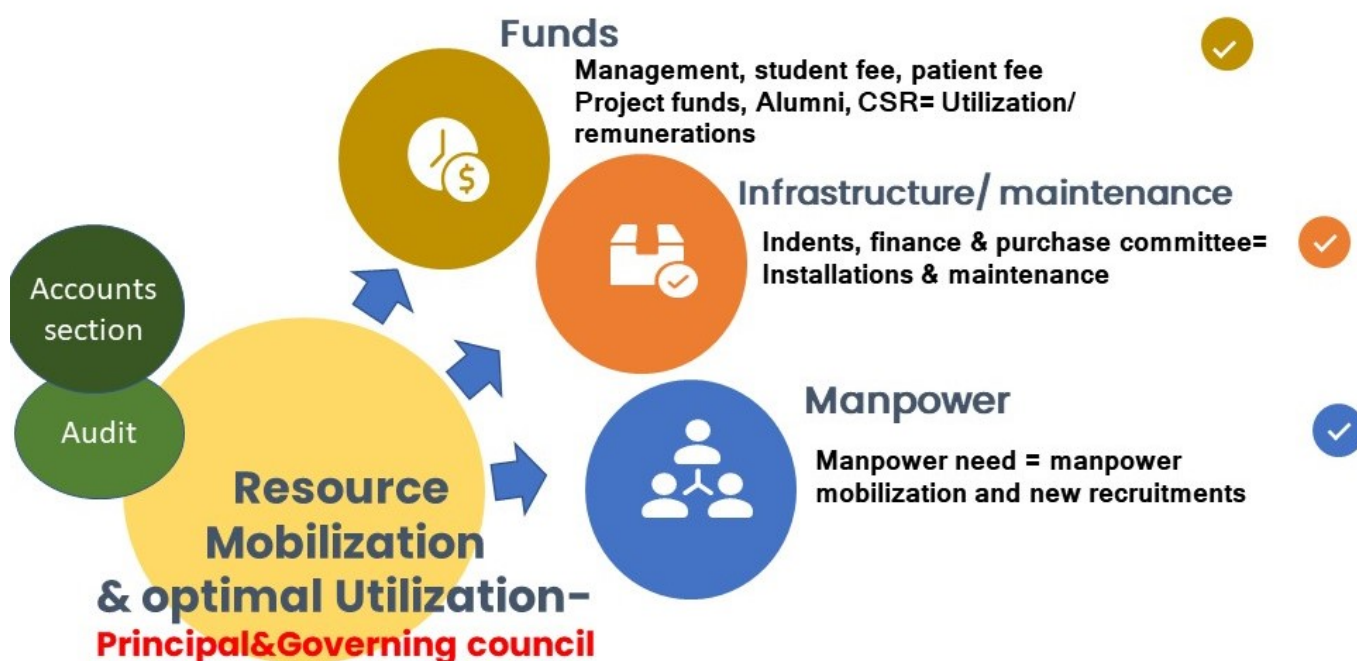 Funds
Management, student fee, patient fee
Project funds, Alumni, CSR= Utilization/
remunerations
Infrastructure/ maintenance
Indents, finance & purchase committee=
Installations & maintenance
Manpower
Manpower need = manpower
mobilization and new recruitments
Accounts
section
Audit
Resource
Mobilization
& optimal Utilization-
Principal&Governing council
$